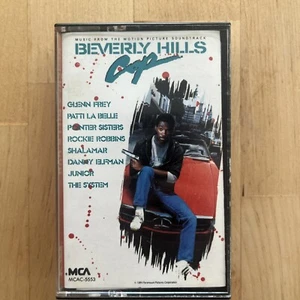 MUSIC FROM THE MOTION PICTURE SOUNDTRACK
BEVERLY HILLS
Cop
GLENN FREY
PATTI LA BELLE
POINTER SISTERS
ROCKIE ROBBINS
SHALAMAR
DANNY ELFMAN
JUNIOR
THE SYSTEM
MCA
MCAC-5553